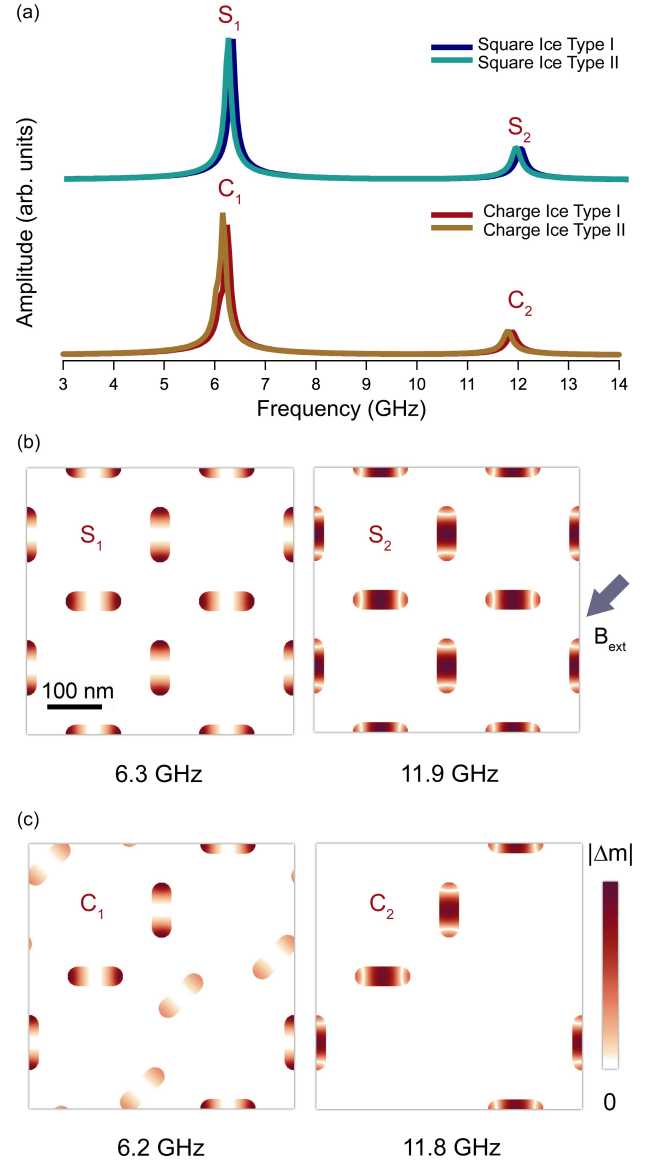 (a)
S1
Square Ice Type I
Square Ice Type II
S2
C1
Charge Ice Type I
Charge Ice Type II
C2
Amplitude (arb. units)
3 4 5 6 7 8 9 10 11 12 13 14
Frequency (GHz)
(b)
S1
S2
100 nm
Bext
6.3 GHz
11.9 GHz
(c)
|Δm|
C1
C2
0
6.2 GHz
11.8 GHz